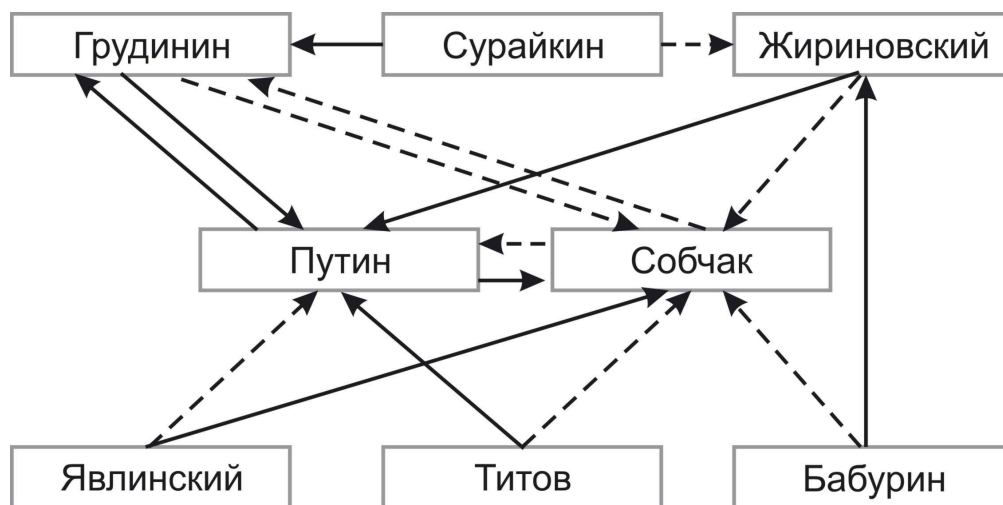 Грудинин
Сурайкин
Жириновский
Путин
Собчак
Явлинский
Титов
Бабурин